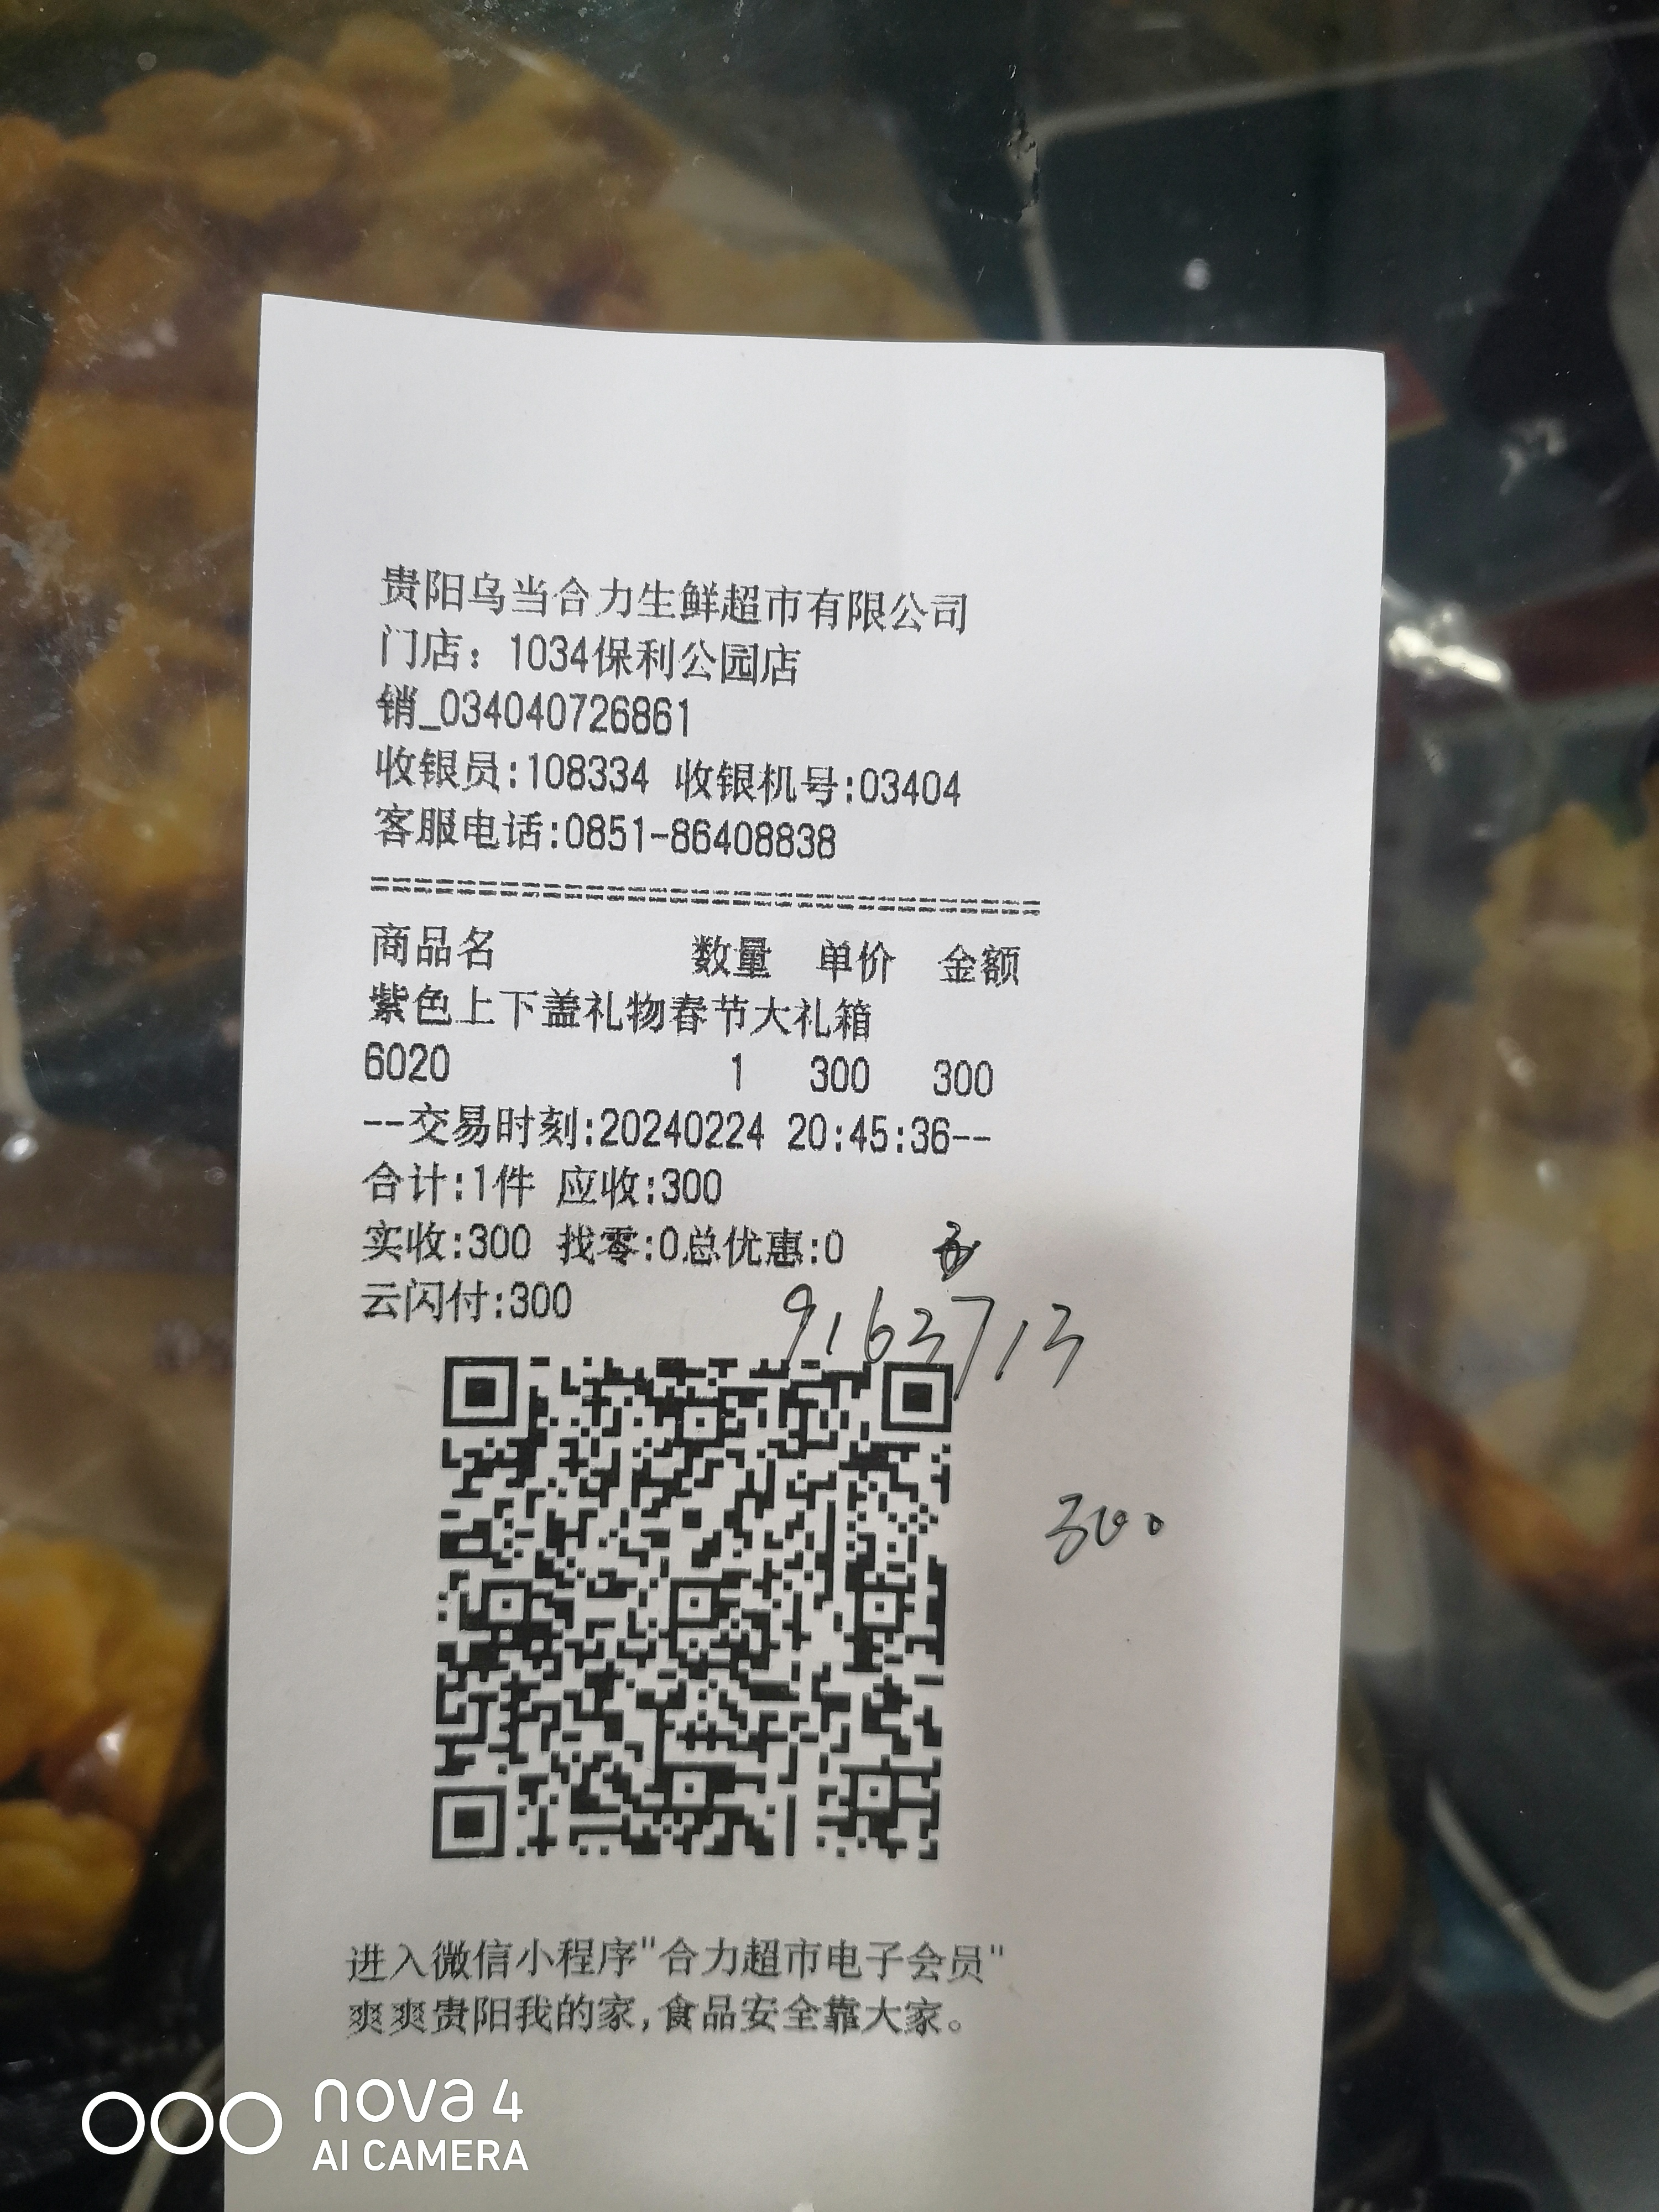 贵阳乌当合力生鲜超市有限公司
门店：1034保利公园店
销_034040726861
收银员:108334 收银机号:03404
客服电话:0851-86408838
================================
商品名 数量 单价 金额
紫色上下盖礼物春节大礼箱
6020 1 300 300
--交易时刻:20240224 20:45:36--
合计:1件 应收:300
实收:300 找零:0总优惠:0
云闪付:300
9163713
300
进入微信小程序"合力超市电子会员"
爽爽贵阳我的家,食品安全靠大家。
nova 4
AI CAMERA